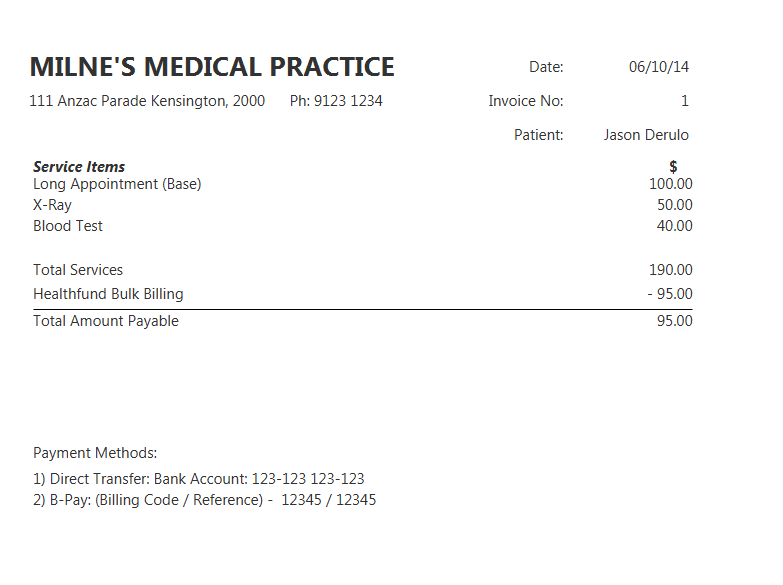 MILNE'S MEDICAL PRACTICE Date: 06/10/14
111 Anzac Parade Kensington, 2000 Ph: 9123 1234 Invoice No: 1
Patient: Jason Derulo
Service Items $
Long Appointment (Base) 100.00
X-Ray 50.00
Blood Test 40.00
Total Services 190.00
Healthfund Bulk Billing - 95.00
Total Amount Payable 95.00
Payment Methods:
1) Direct Transfer: Bank Account: 123-123 123-123
2) B-Pay: (Billing Code / Reference) - 12345 / 12345